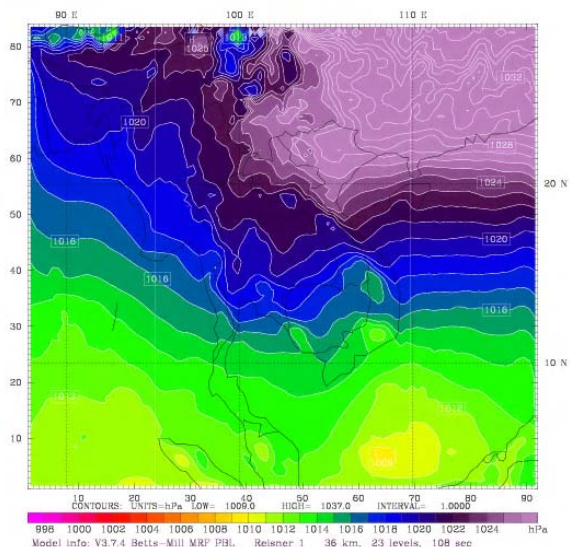 90 E 100 E 110 E
80
70
60
50
40
30
20
10
20 N
10 N
1011
H
1025
1032
1020
1028
1024
1020
1016
1016
1016
1012
1012
10 20 30 40 50 60 70 80 90
CONTOURS: UNITS=hPa LOW= 1009.0 HIGH= 1037.0 INTERVAL= 1.0000
998 1000 1002 1004 1006 1008 1010 1012 1014 1016 1018 1020 1022 1024 hPa
Model info: V3.7.4 Betts-Mill MRF PBL Reisner 1 36 km, 23 levels, 108 sec